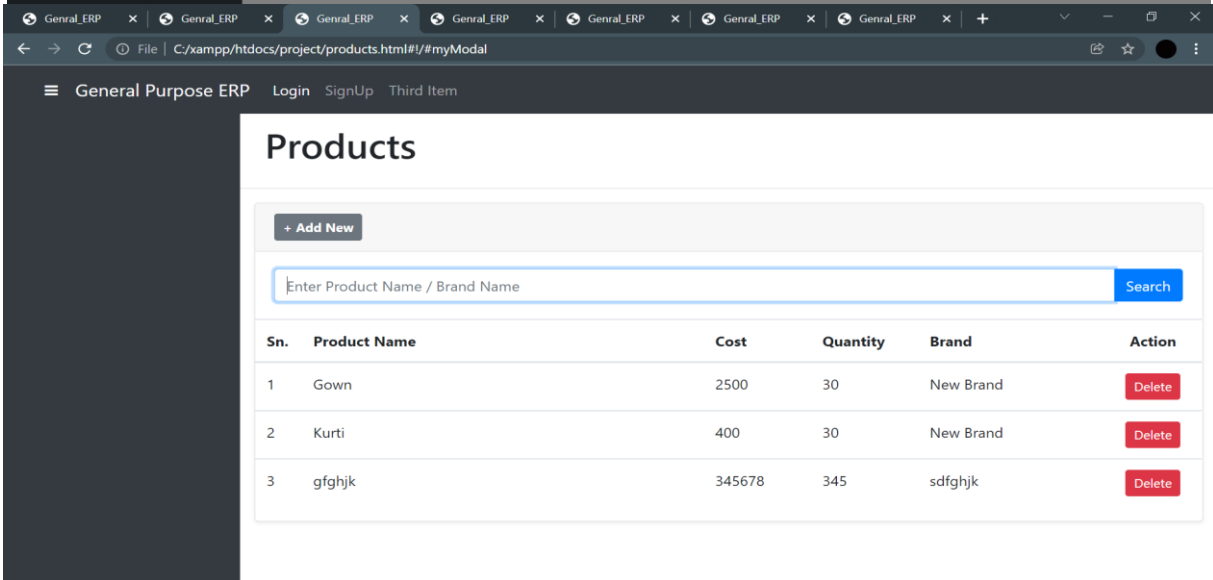 Genral_ERP Genral_ERP Genral_ERP Genral_ERP Genral_ERP Genral_ERP Genral_ERP
File C:/xampp/htdocs/project/products.html#!/#myModal
General Purpose ERP Login SignUp Third Item
Products
+ Add New
Enter Product Name / Brand Name Search
Sn. Product Name Cost Quantity Brand Action
1 Gown 2500 30 New Brand Delete
2 Kurti 400 30 New Brand Delete
3 gfghjk 345678 345 sdfghjk Delete